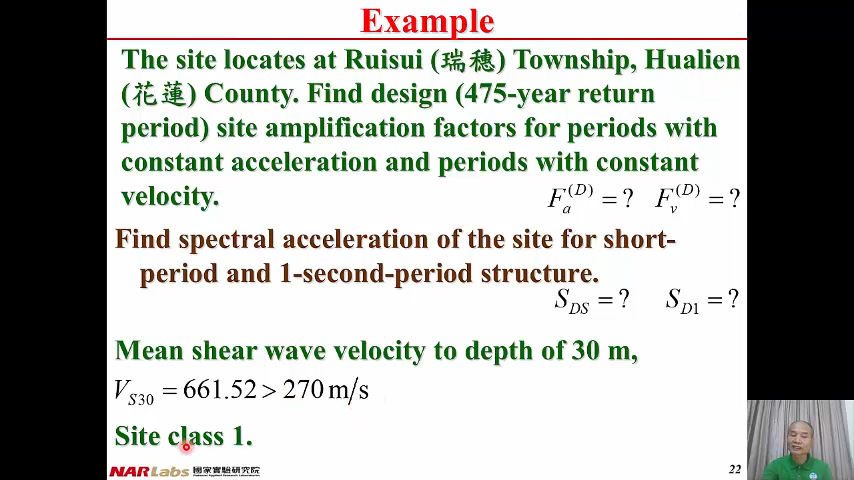 Example
The site locates at Ruisui (瑞穗) Township, Hualien
(花蓮) County. Find design (475-year return
period) site amplification factors for periods with
constant acceleration and periods with constant
velocity.
F_a^(D) = ? F_v^(D) = ?
Find spectral acceleration of the site for short-
period and 1-second-period structure.
S_DS = ? S_D1 = ?
Mean shear wave velocity to depth of 30 m,
V_S30 = 661.52 > 270 m/s
Site class 1.
NARLabs 國家實驗研究院
22